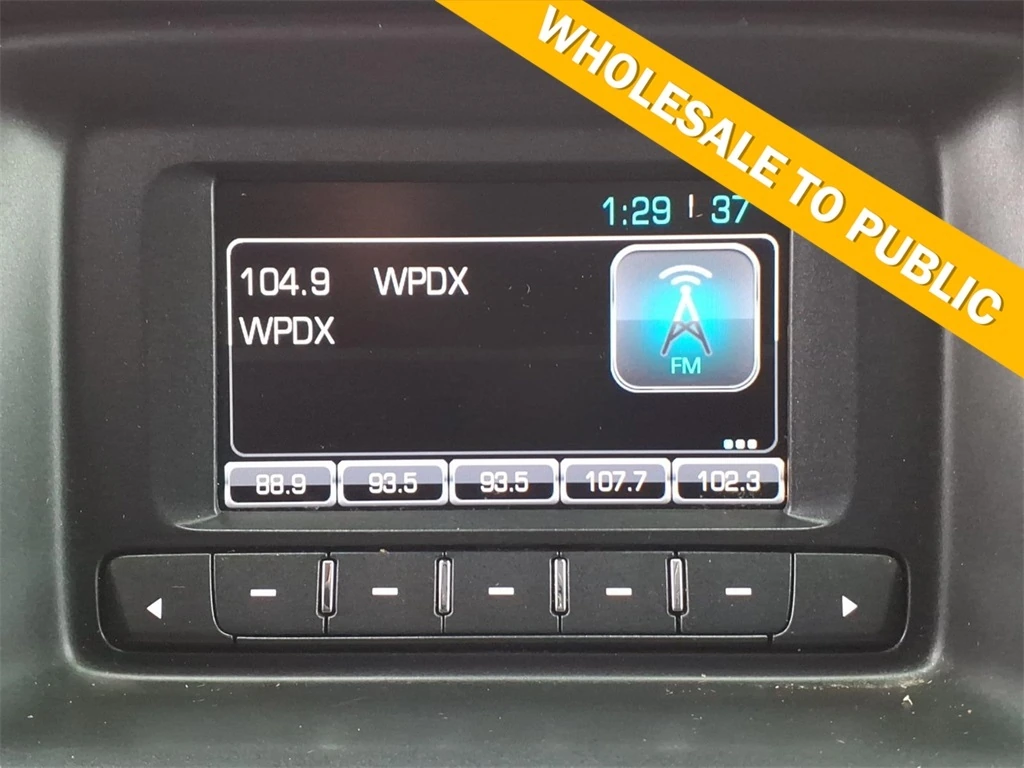 WHOLESALE TO PUBLIC
1:29 37
104.9 WPDX
WPDX
FM
88.9 93.5 93.5 107.7 102.3